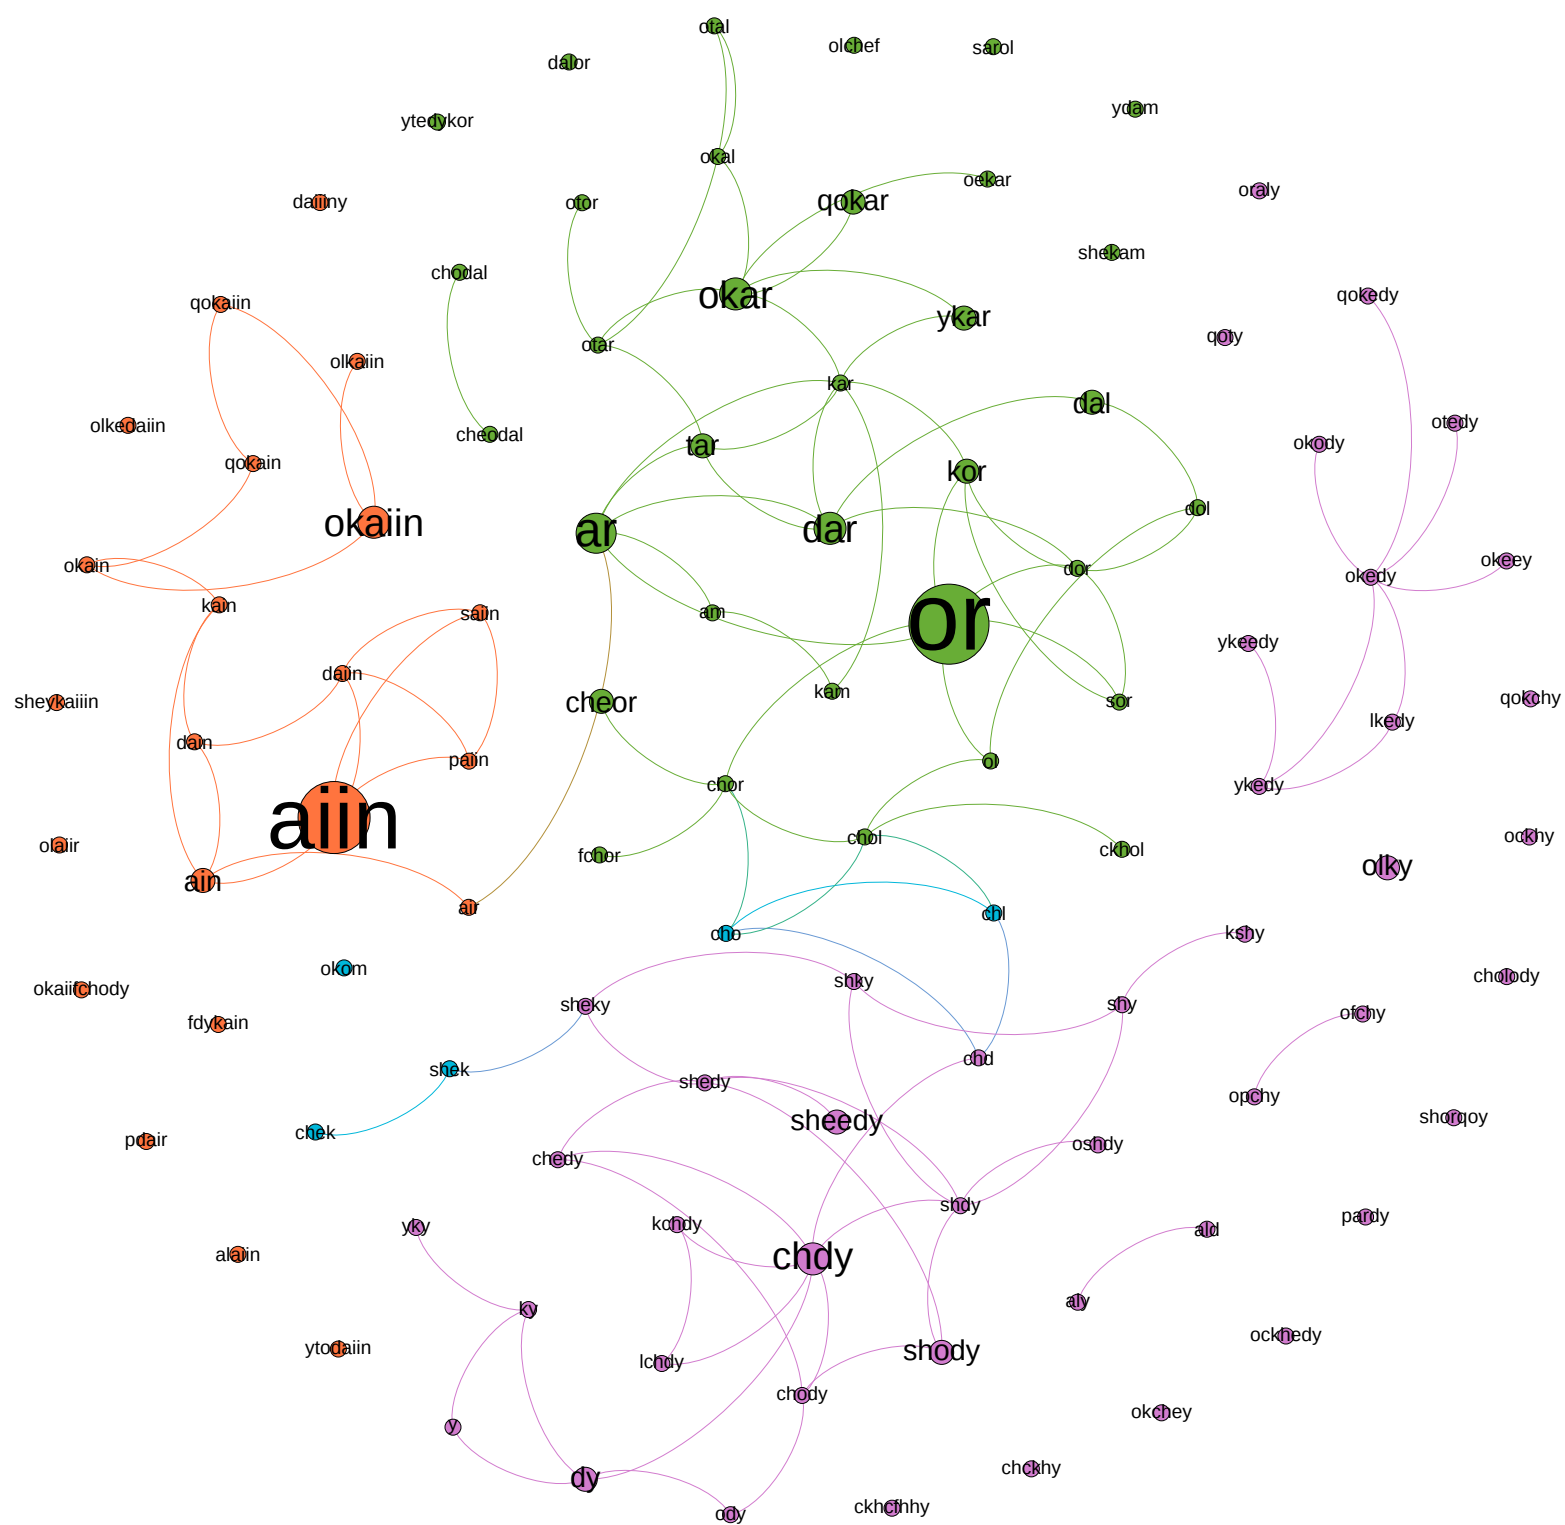 otal
olchef
sarol
dalor
ydam
ytedykor
okal
oekar
oraly
daiiny
otor
qokar
shekam
chodal
qokaiin
okar
ykar
qokedy
qoty
olkaiin
otar
kar
dal
otedy
olkedaiin
cheodal
tar
okody
qokain
kor
okaiin
ar
dar
dol
okain
dor
okedy
okeey
kain
saiin
am
or
ykeedy
daiin
sheykaiiin
cheor
kam
sor
qokchy
dain
paiin
ol
lkedy
aiin
chor
ykedy
olaiir
fchor
chol
ckhol
ockhy
ain
olky
air
cho
chl
kshy
okom
okaiifchody
sheky
shky
shy
cholody
fdykain
ofchy
shek
shedy
chd
opchy
chek
sheedy
shorqoy
pdair
chedy
oshdy
yky
kchdy
shdy
ald
pardy
alaiin
chdy
ky
aly
ytodaiin
lchdy
shody
ockhedy
y
chody
okchey
dy
chckhy
ody
ckhcfhhy